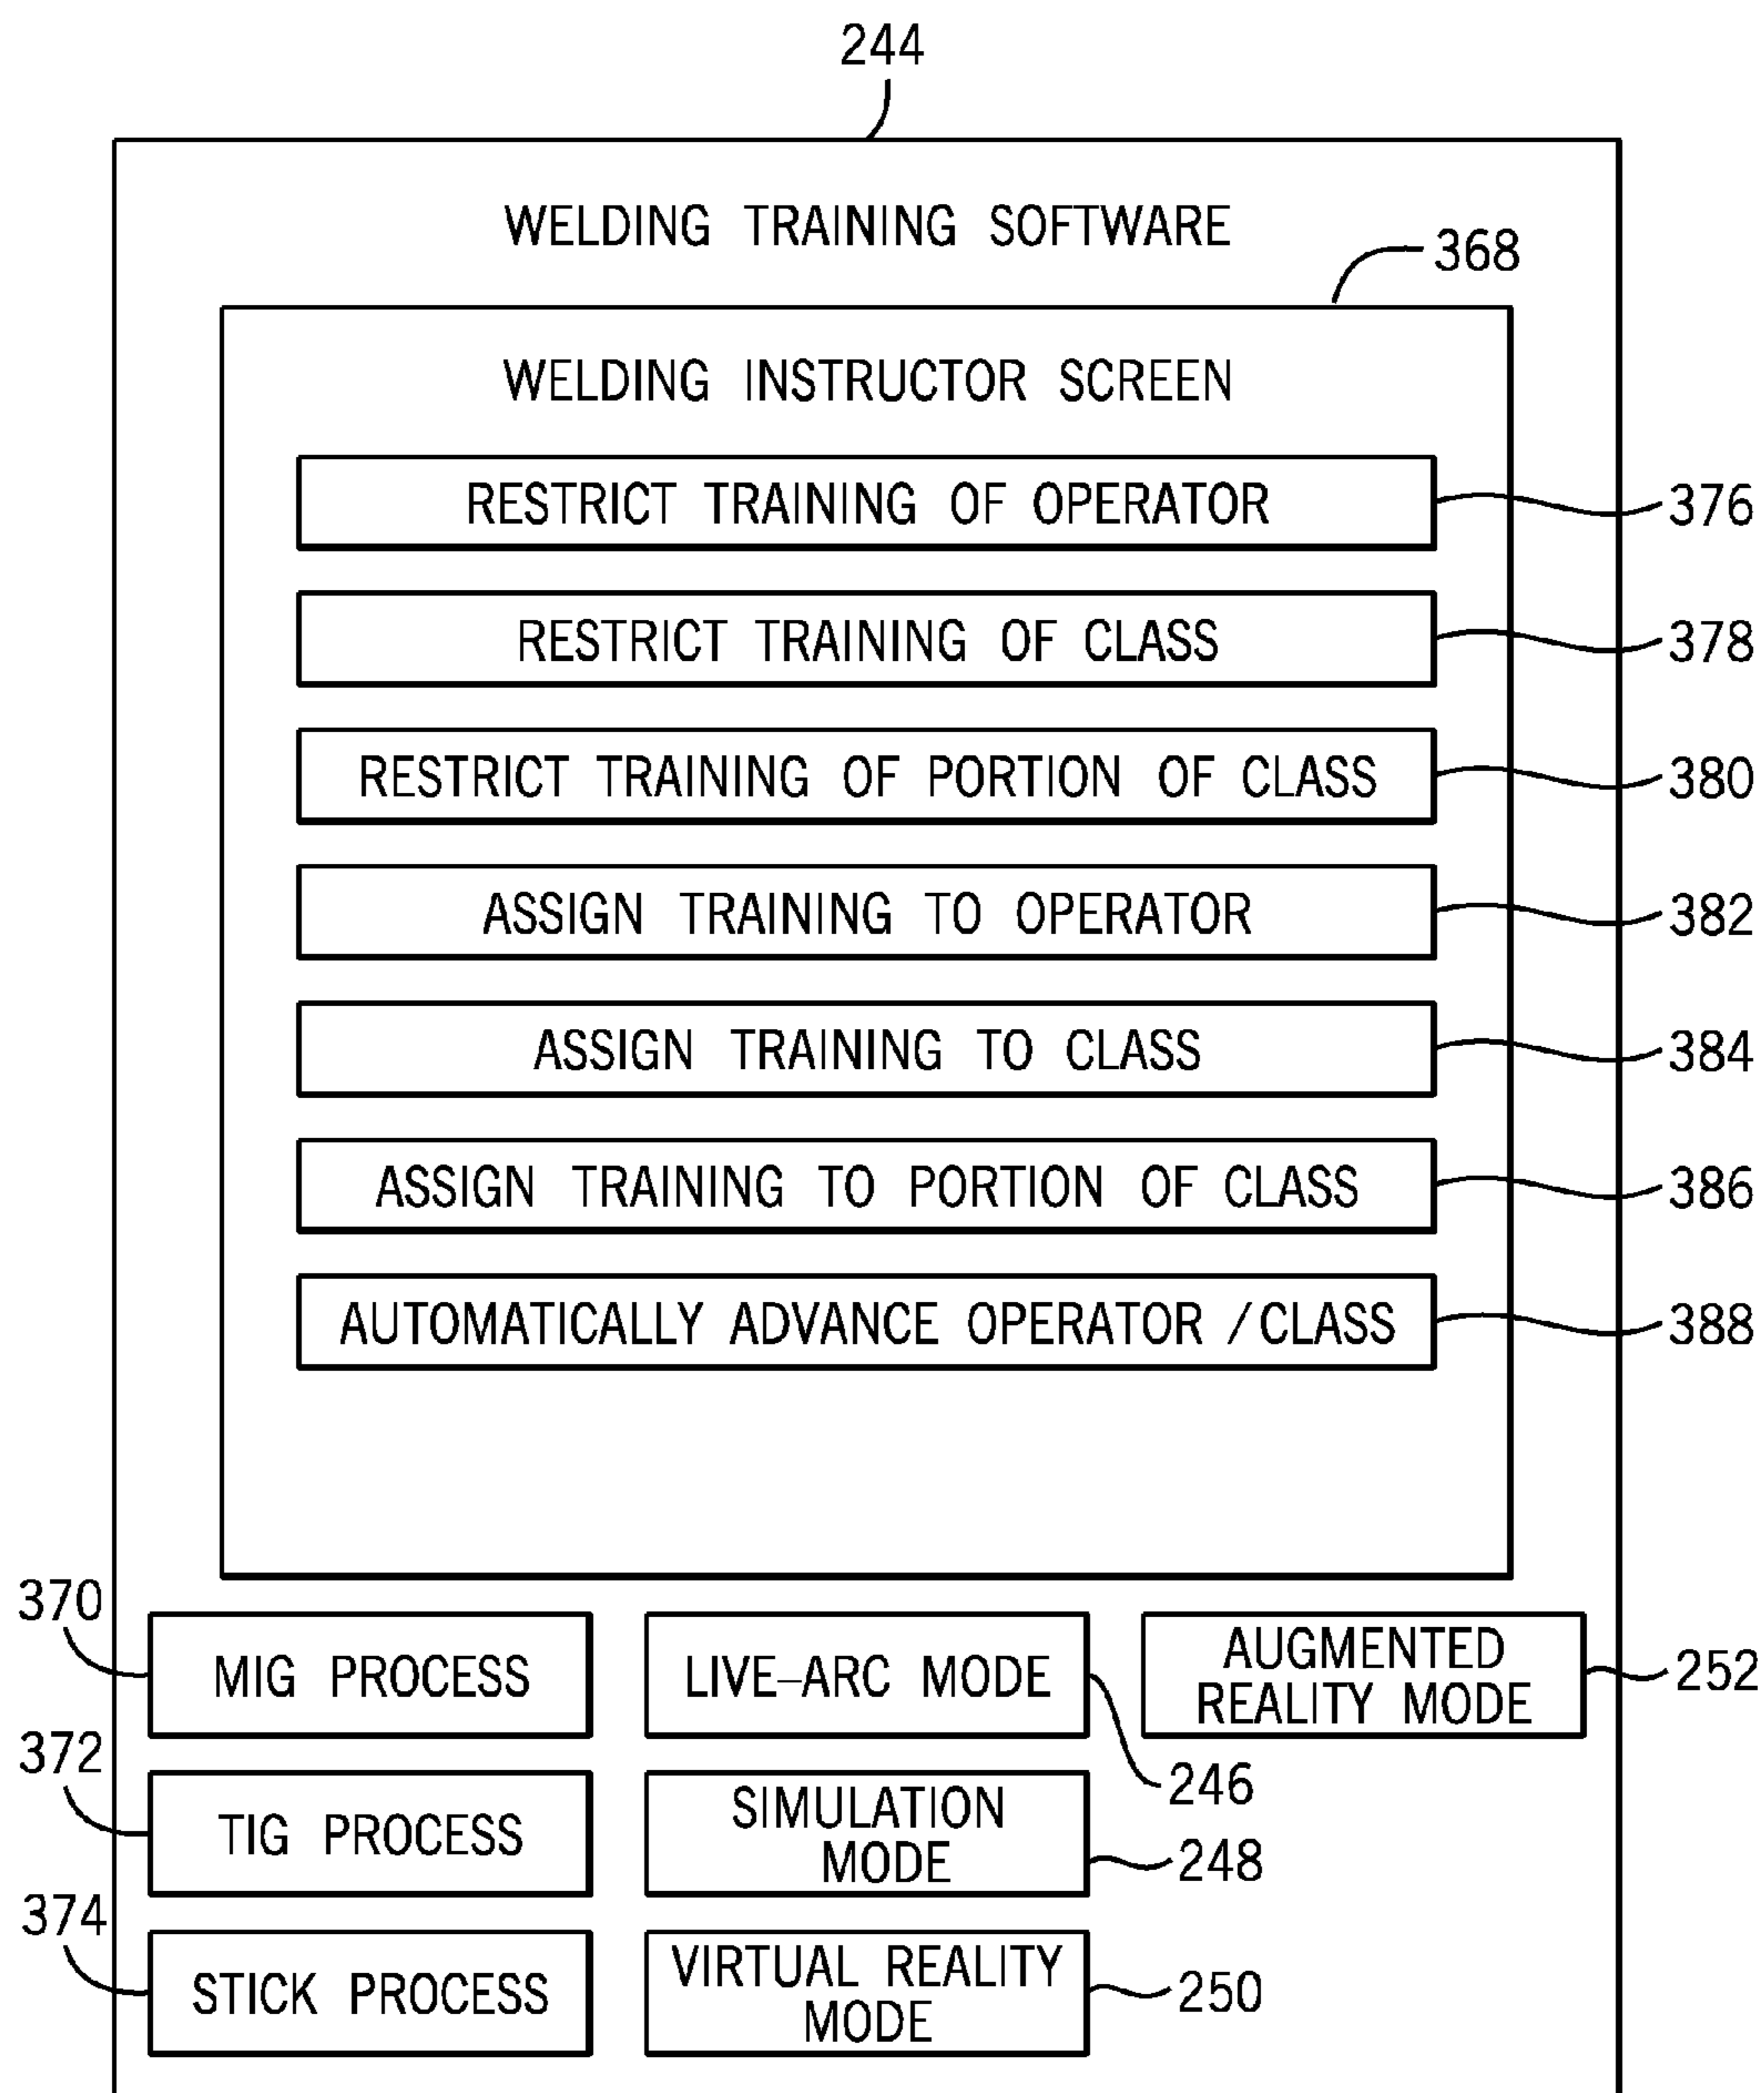 244
WELDING TRAINING SOFTWARE
368
WELDING INSTRUCTOR SCREEN
RESTRICT TRAINING OF OPERATOR
376
RESTRICT TRAINING OF CLASS
378
RESTRICT TRAINING OF PORTION OF CLASS
380
ASSIGN TRAINING TO OPERATOR
382
ASSIGN TRAINING TO CLASS
384
ASSIGN TRAINING TO PORTION OF CLASS
386
AUTOMATICALLY ADVANCE OPERATOR /CLASS
388
370
MIG PROCESS
LIVE-ARC MODE
246
AUGMENTED
REALITY MODE
252
372
TIG PROCESS
SIMULATION
MODE
248
374
STICK PROCESS
VIRTUAL REALITY
MODE
250